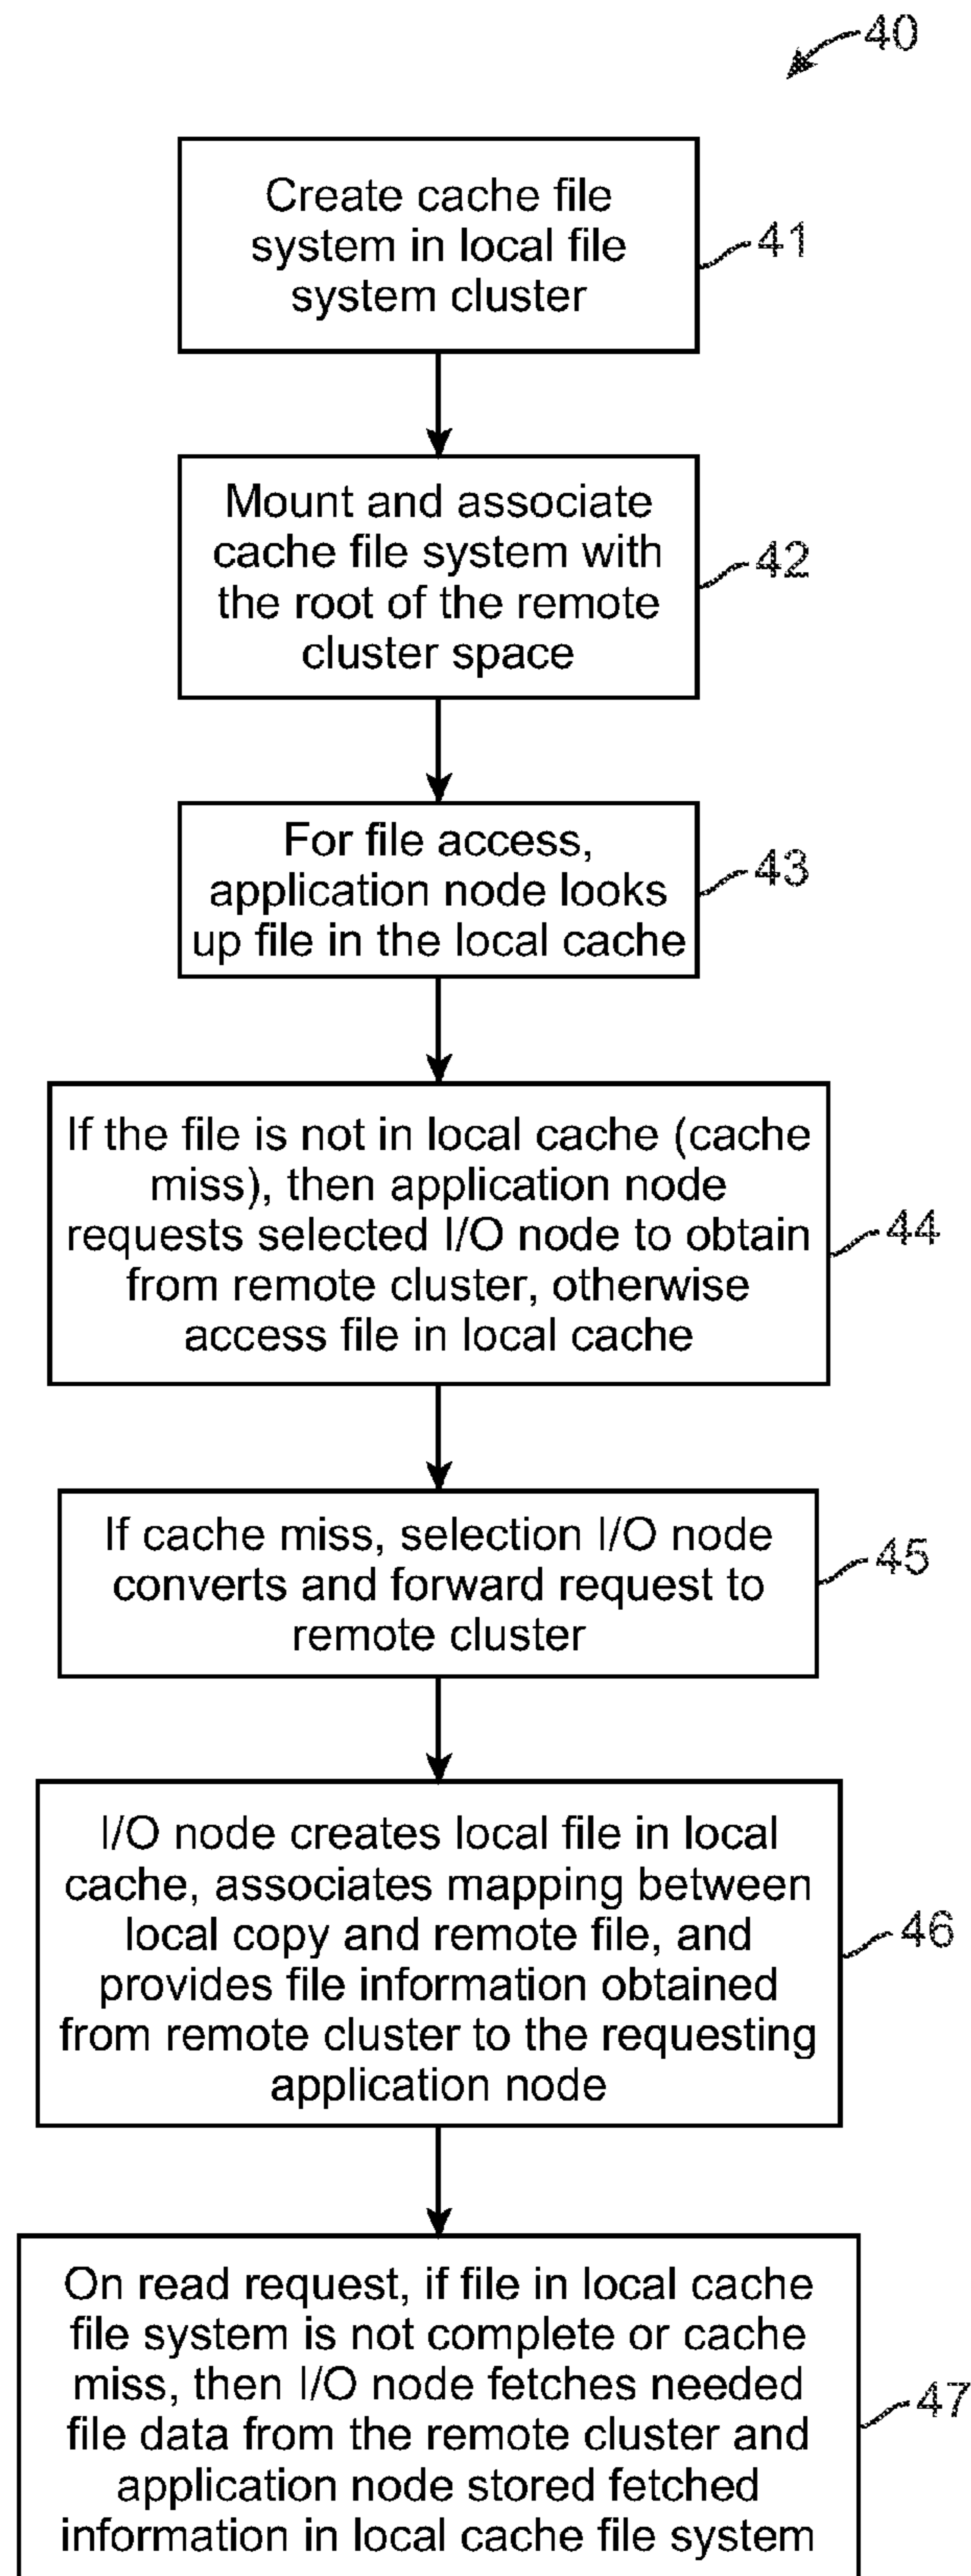 40
Create cache file
system in local file
system cluster
41
Mount and associate
cache file system with
the root of the remote
cluster space
42
For file access,
application node looks
up file in the local cache
43
If the file is not in local cache (cache
miss), then application node
requests selected I/O node to obtain
from remote cluster, otherwise
access file in local cache
44
If cache miss, selection I/O node
converts and forward request to
remote cluster
45
I/O node creates local file in local
cache, associates mapping between
local copy and remote file, and
provides file information obtained
from remote cluster to the requesting
application node
46
On read request, if file in local cache
file system is not complete or cache
miss, then I/O node fetches needed
file data from the remote cluster and
application node stored fetched
information in local cache file system
47